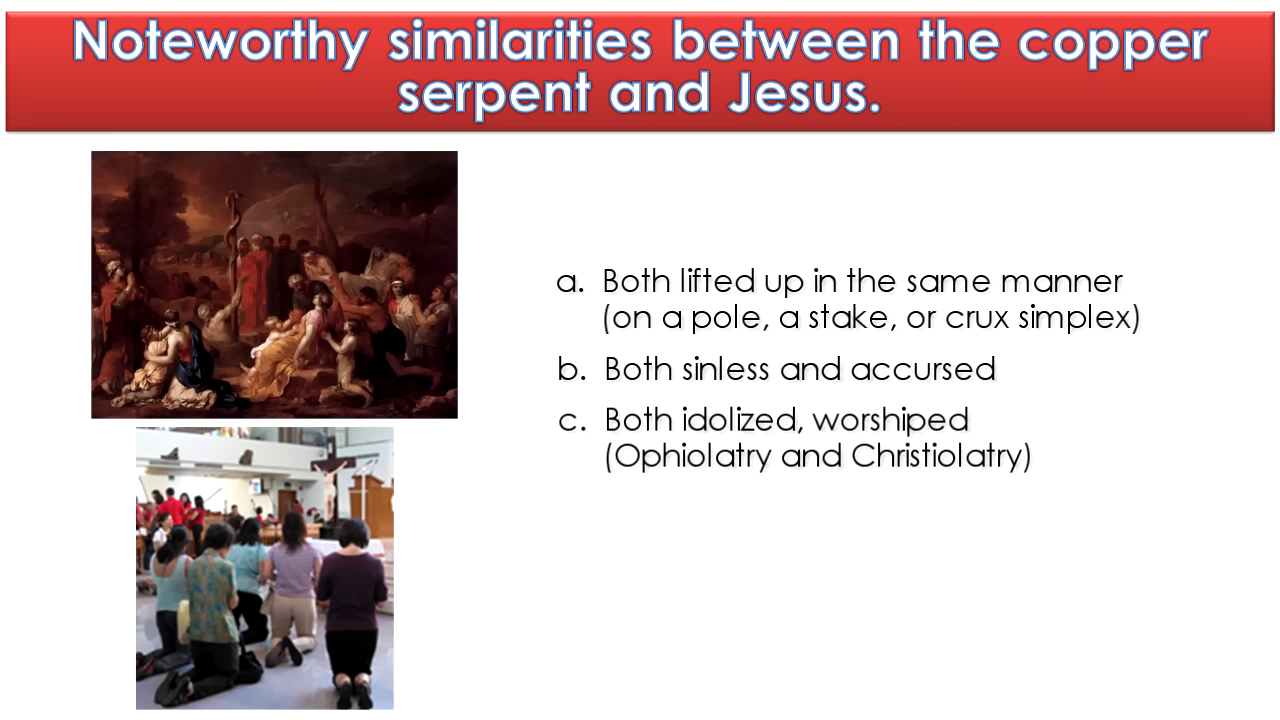 Noteworthy similarities between the copper
serpent and Jesus.
a. Both lifted up in the same manner
(on a pole, a stake, or crux simplex)
b. Both sinless and accursed
c. Both idolized, worshiped
(Ophiolatry and Christiolatry)